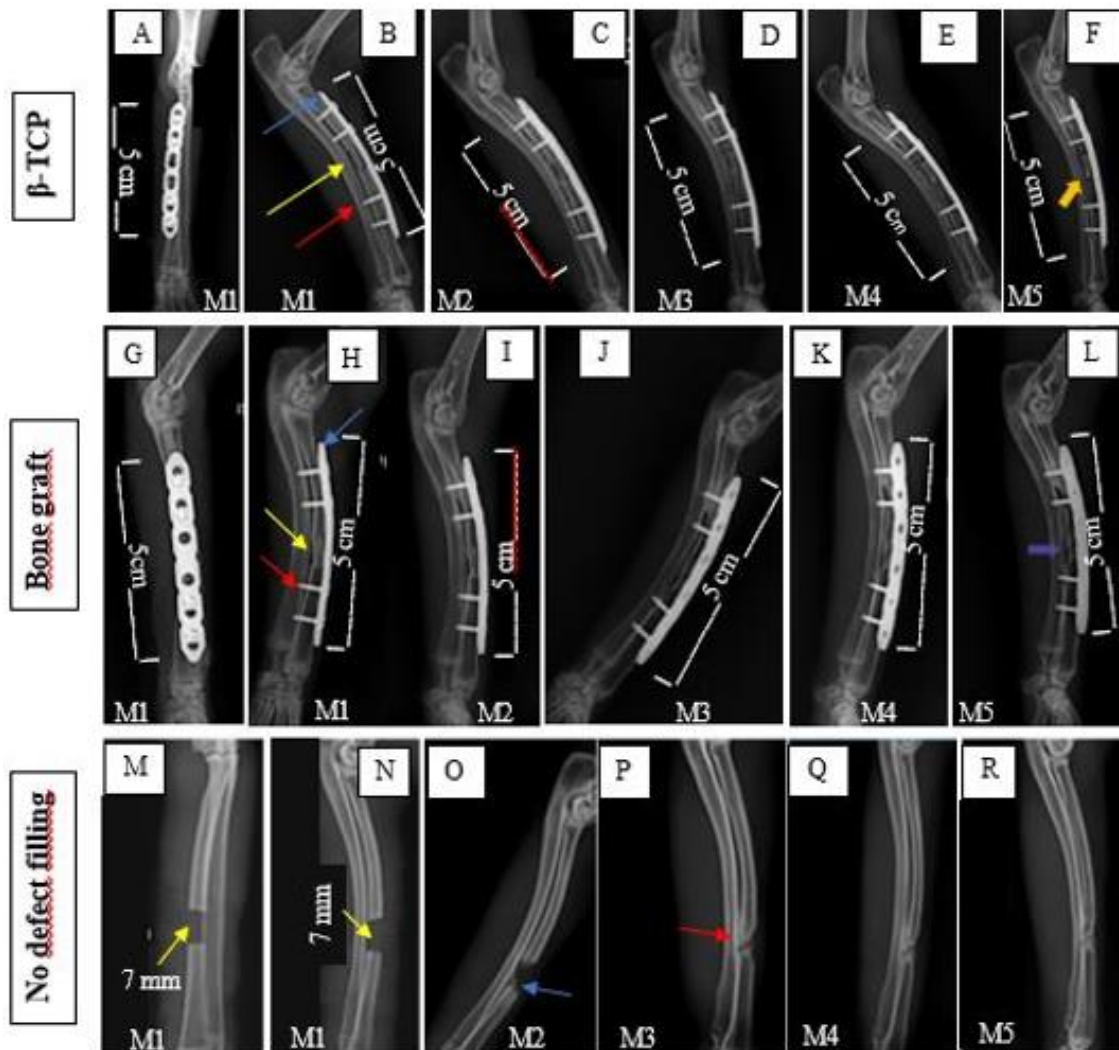 β-TCP
A
5 cm
M1
B
5 cm
M1
C
5 cm
M2
D
5 cm
M3
E
5 cm
M4
F
5 cm
M5
Bone graft
G
5cm
M1
H
5 cm
M1
I
5 cm
M2
J
5 cm
M3
K
5 cm
M4
L
5 cm
M5
No defect filling
M
7 mm
M1
N
7 mm
M1
O
M2
P
M3
Q
M4
R
M5